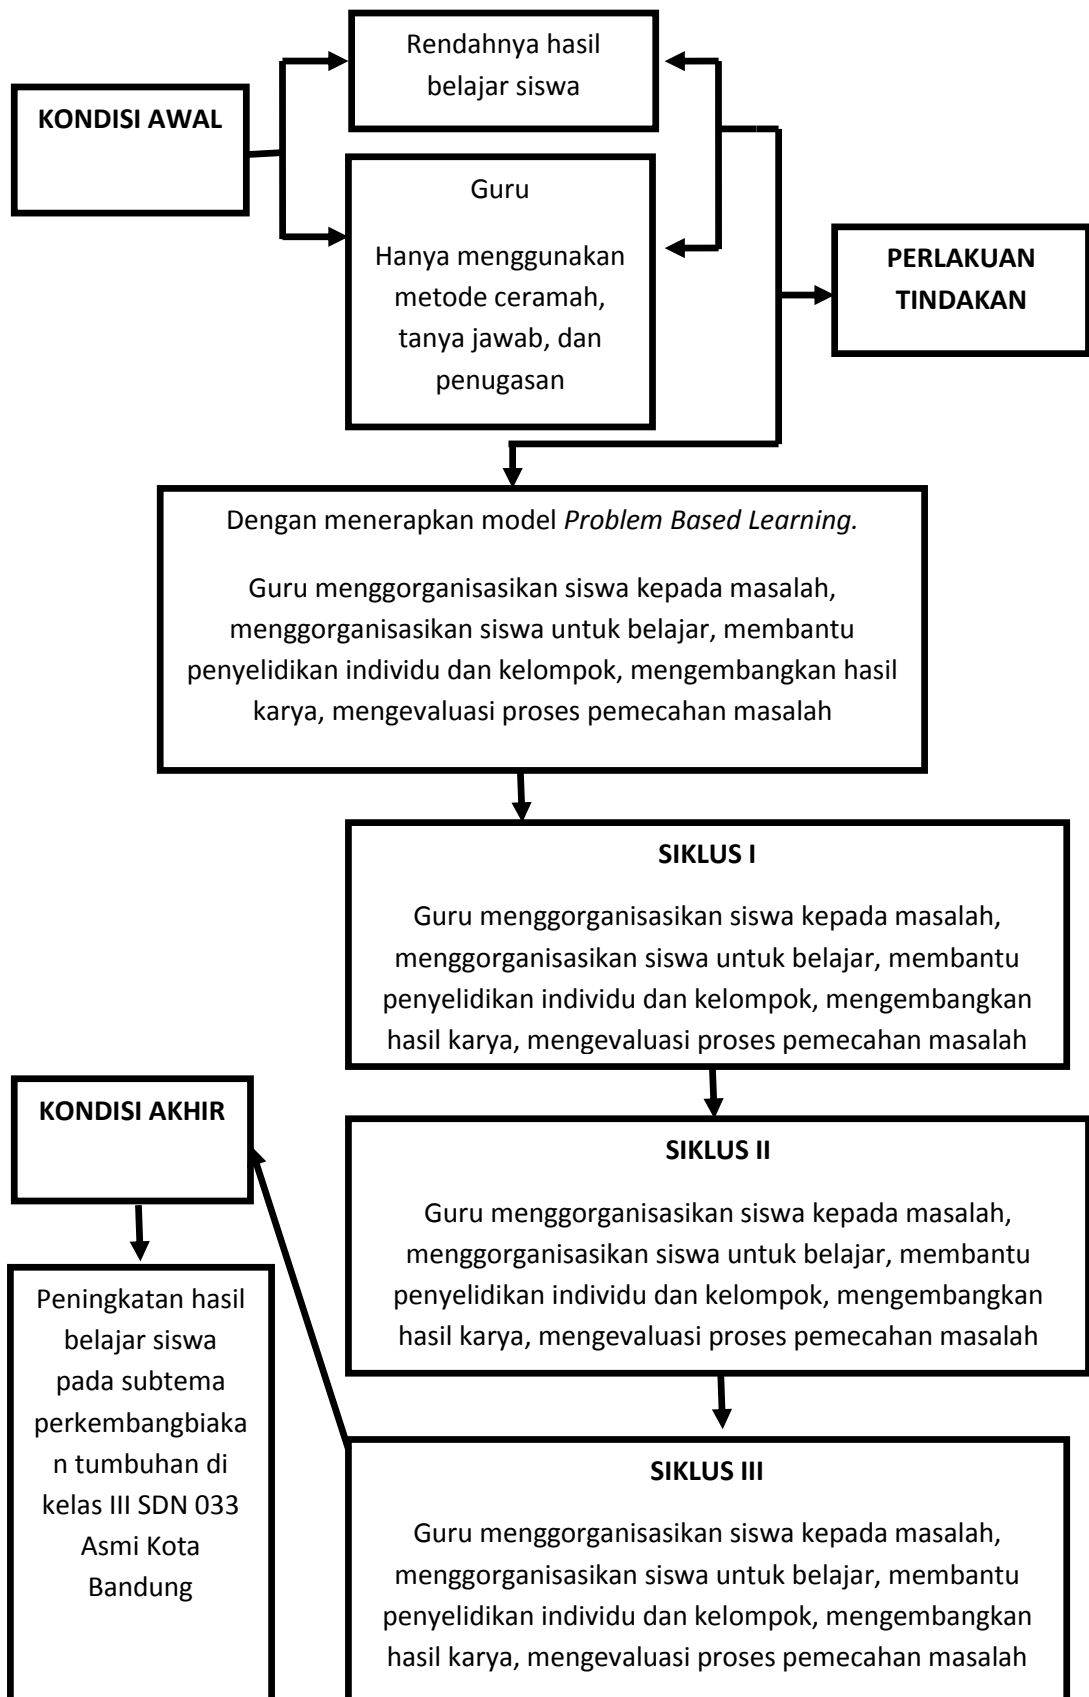 Rendahnya hasil
belajar siswa
KONDISI AWAL
Guru
Hanya menggunakan
metode ceramah,
tanya jawab, dan
penugasan
PERLAKUAN
TINDAKAN
Dengan menerapkan model Problem Based Learning.
Guru menggorganisasikan siswa kepada masalah,
menggorganisasikan siswa untuk belajar, membantu
penyelidikan individu dan kelompok, mengembangkan hasil
karya, mengevaluasi proses pemecahan masalah
SIKLUS I
Guru menggorganisasikan siswa kepada masalah,
menggorganisasikan siswa untuk belajar, membantu
penyelidikan individu dan kelompok, mengembangkan
hasil karya, mengevaluasi proses pemecahan masalah
KONDISI AKHIR
SIKLUS II
Guru menggorganisasikan siswa kepada masalah,
menggorganisasikan siswa untuk belajar, membantu
penyelidikan individu dan kelompok, mengembangkan
hasil karya, mengevaluasi proses pemecahan masalah
Peningkatan hasil
belajar siswa
pada subtema
perkembangbiaka
n tumbuhan di
kelas III SDN 033
Asmi Kota
Bandung
SIKLUS III
Guru menggorganisasikan siswa kepada masalah,
menggorganisasikan siswa untuk belajar, membantu
penyelidikan individu dan kelompok, mengembangkan
hasil karya, mengevaluasi proses pemecahan masalah